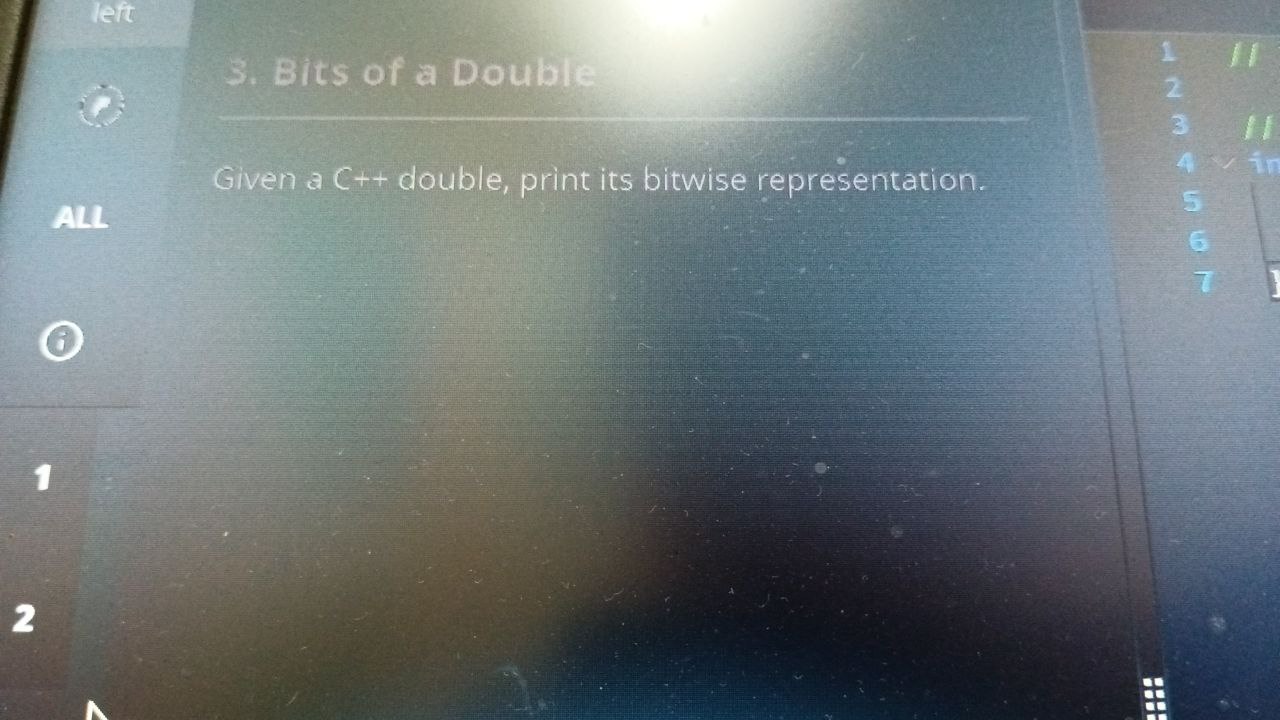 left
3. Bits of a Double
Given a C++ double, print its bitwise representation.
ALL
1
2
1 //
2
3 //
4 in
5
6
7 }